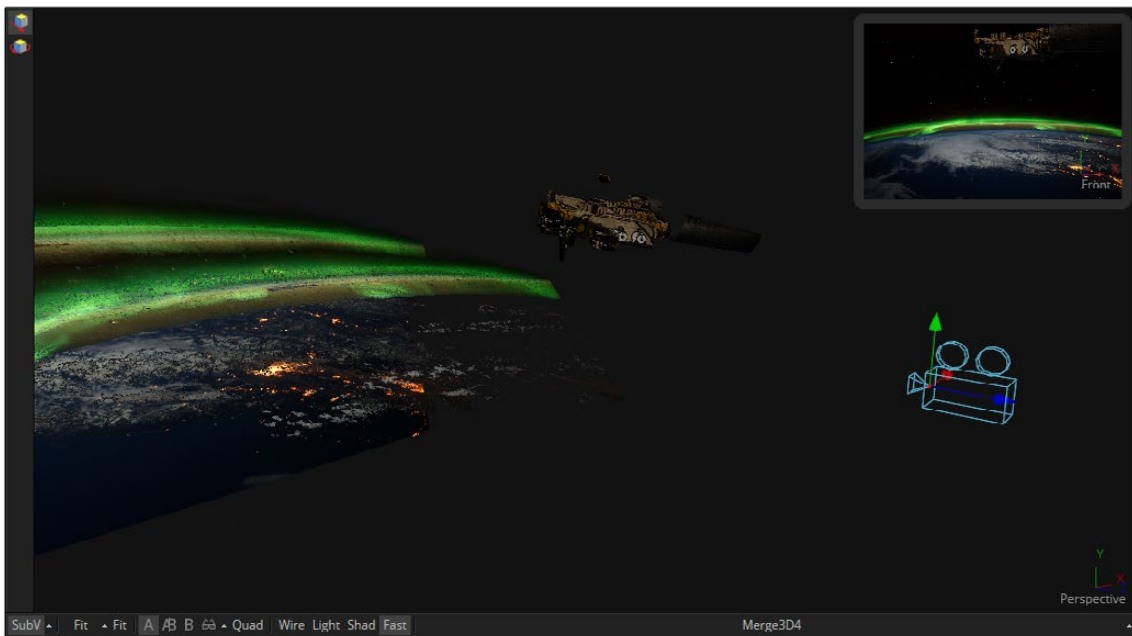 Front
Y
X
Perspective
SubV Fit Fit A AB B Quad Wire Light Shad Fast Merge3D4